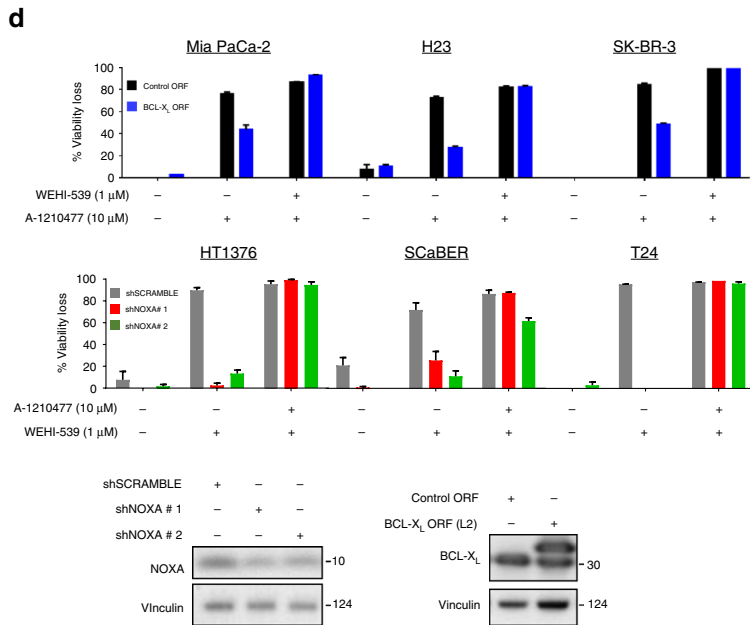 d
Mia PaCa-2 H23 SK-BR-3
% Viability loss
100
80
60
40
20
0
Control ORF
BCL-XL ORF
WEHI-539 (1 μM) – – + – – + – – +
A-1210477 (10 μM) – + + – + + – + +
HT1376 SCaBER T24
% Viability loss
100
80
60
40
20
0
shSCRAMBLE
shNOXA# 1
shNOXA# 2
A-1210477 (10 μM) – – + – – + – – +
WEHI-539 (1 μM) – + + – + + – + +
shSCRAMBLE + – –
shNOXA # 1 – + –
shNOXA # 2 – – +
NOXA -10
VInculin - 124
Control ORF + –
BCL-XL ORF (L2) – +
BCL-XL - 30
Vinculin - 124